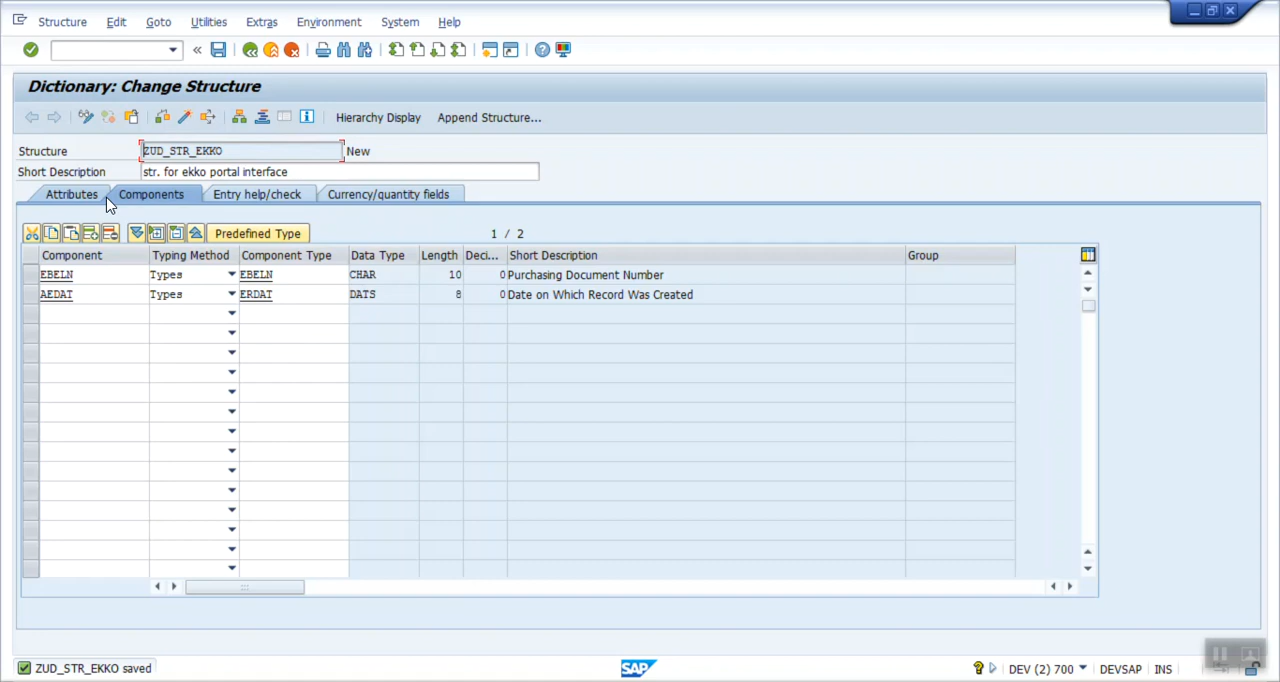 Structure Edit Goto Utilities Extras Environment System Help
«
Dictionary: Change Structure
Hierarchy Display Append Structure...
Structure ZUD_STR_EKKO New
Short Description str. for ekko portal interface
Attributes Components Entry help/check Currency/quantity fields
Predefined Type 1 / 2
Component Typing Method Component Type Data Type Length Deci... Short Description Group
EBELN Types EBELN CHAR 10 0 Purchasing Document Number
AEDAT Types ERDAT DATS 8 0 Date on Which Record Was Created
ZUD_STR_EKKO saved SAP DEV (2) 700 DEVSAP INS